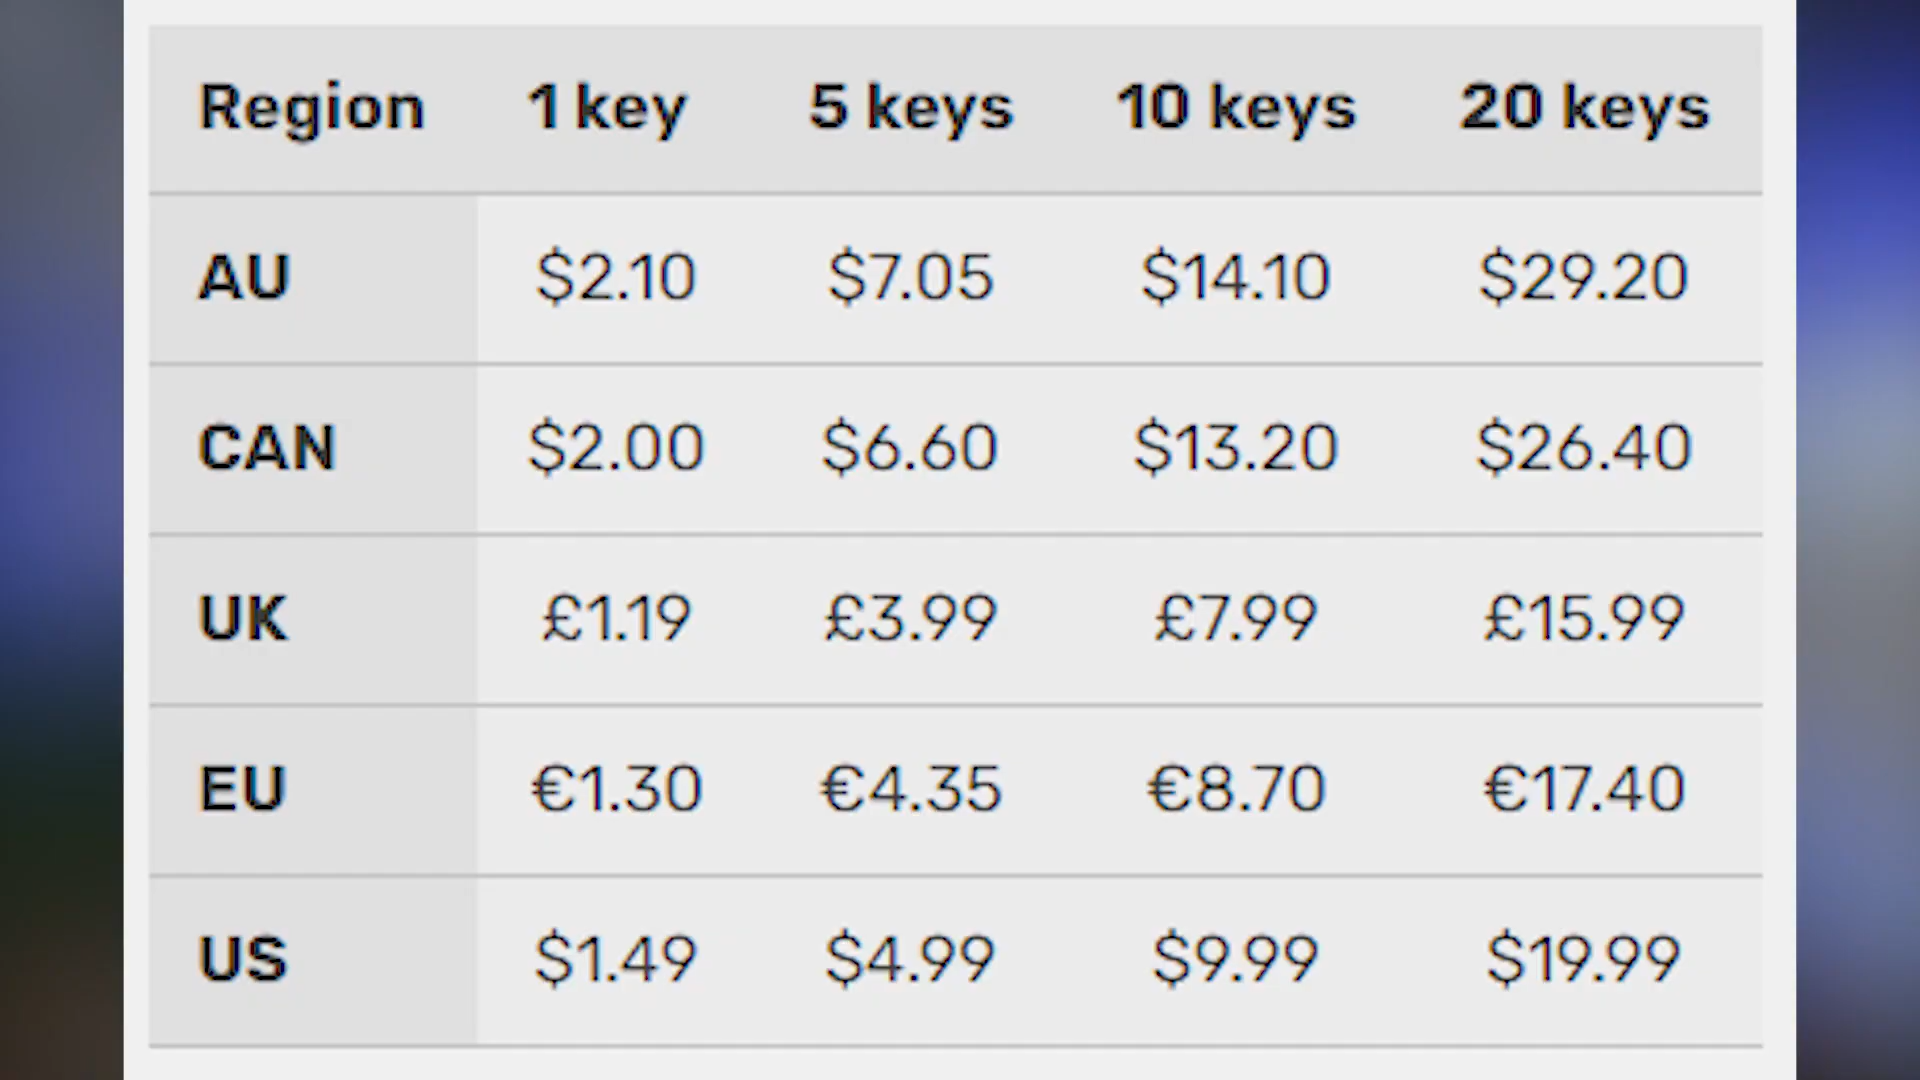 Region 1 key 5 keys 10 keys 20 keys
AU $2.10 $7.05 $14.10 $29.20
CAN $2.00 $6.60 $13.20 $26.40
UK £1.19 £3.99 £7.99 £15.99
EU €1.30 €4.35 €8.70 €17.40
US $1.49 $4.99 $9.99 $19.99